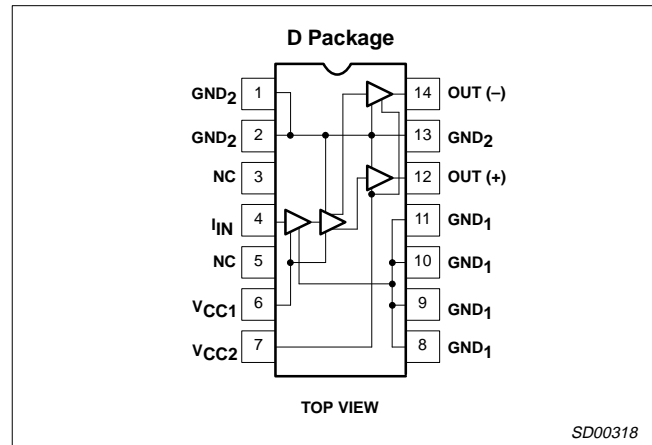 D Package
GND2 1 14 OUT (–)
GND2 2 13 GND2
NC 3 12 OUT (+)
IIN 4 11 GND1
NC 5 10 GND1
VCC1 6 9 GND1
VCC2 7 8 GND1
TOP VIEW
SD00318